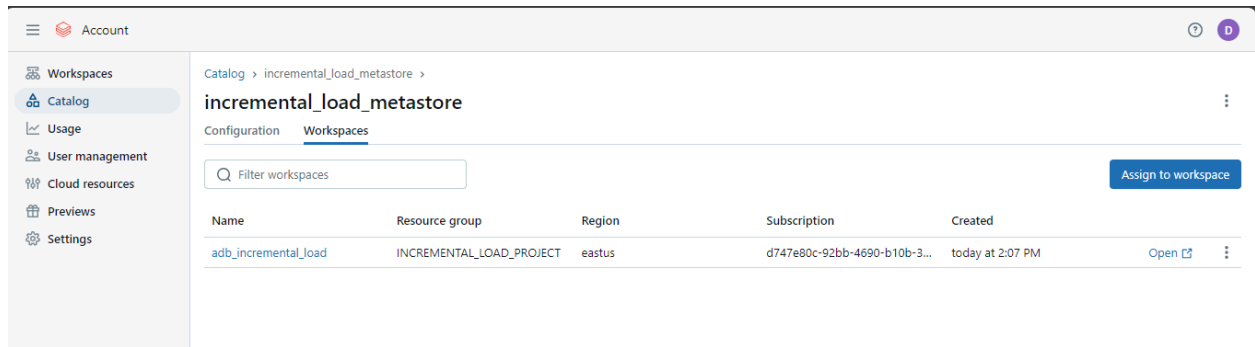 Account
D
Workspaces
Catalog
Usage
User management
Cloud resources
Previews
Settings
Catalog > incremental_load_metastore >
incremental_load_metastore
Configuration Workspaces
Filter workspaces
Assign to workspace
Name Resource group Region Subscription Created
adb_incremental_load INCREMENTAL_LOAD_PROJECT eastus d747e80c-92bb-4690-b10b-3... today at 2:07 PM Open